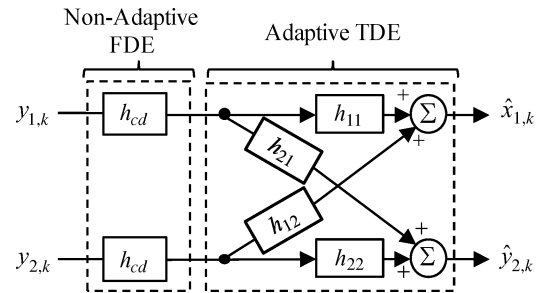 Non-Adaptive
FDE
Adaptive TDE
y1,k
hcd
h11
+
Σ
x̂1,k
h21
+
h12
+
y2,k
hcd
h22
+
Σ
ŷ2,k